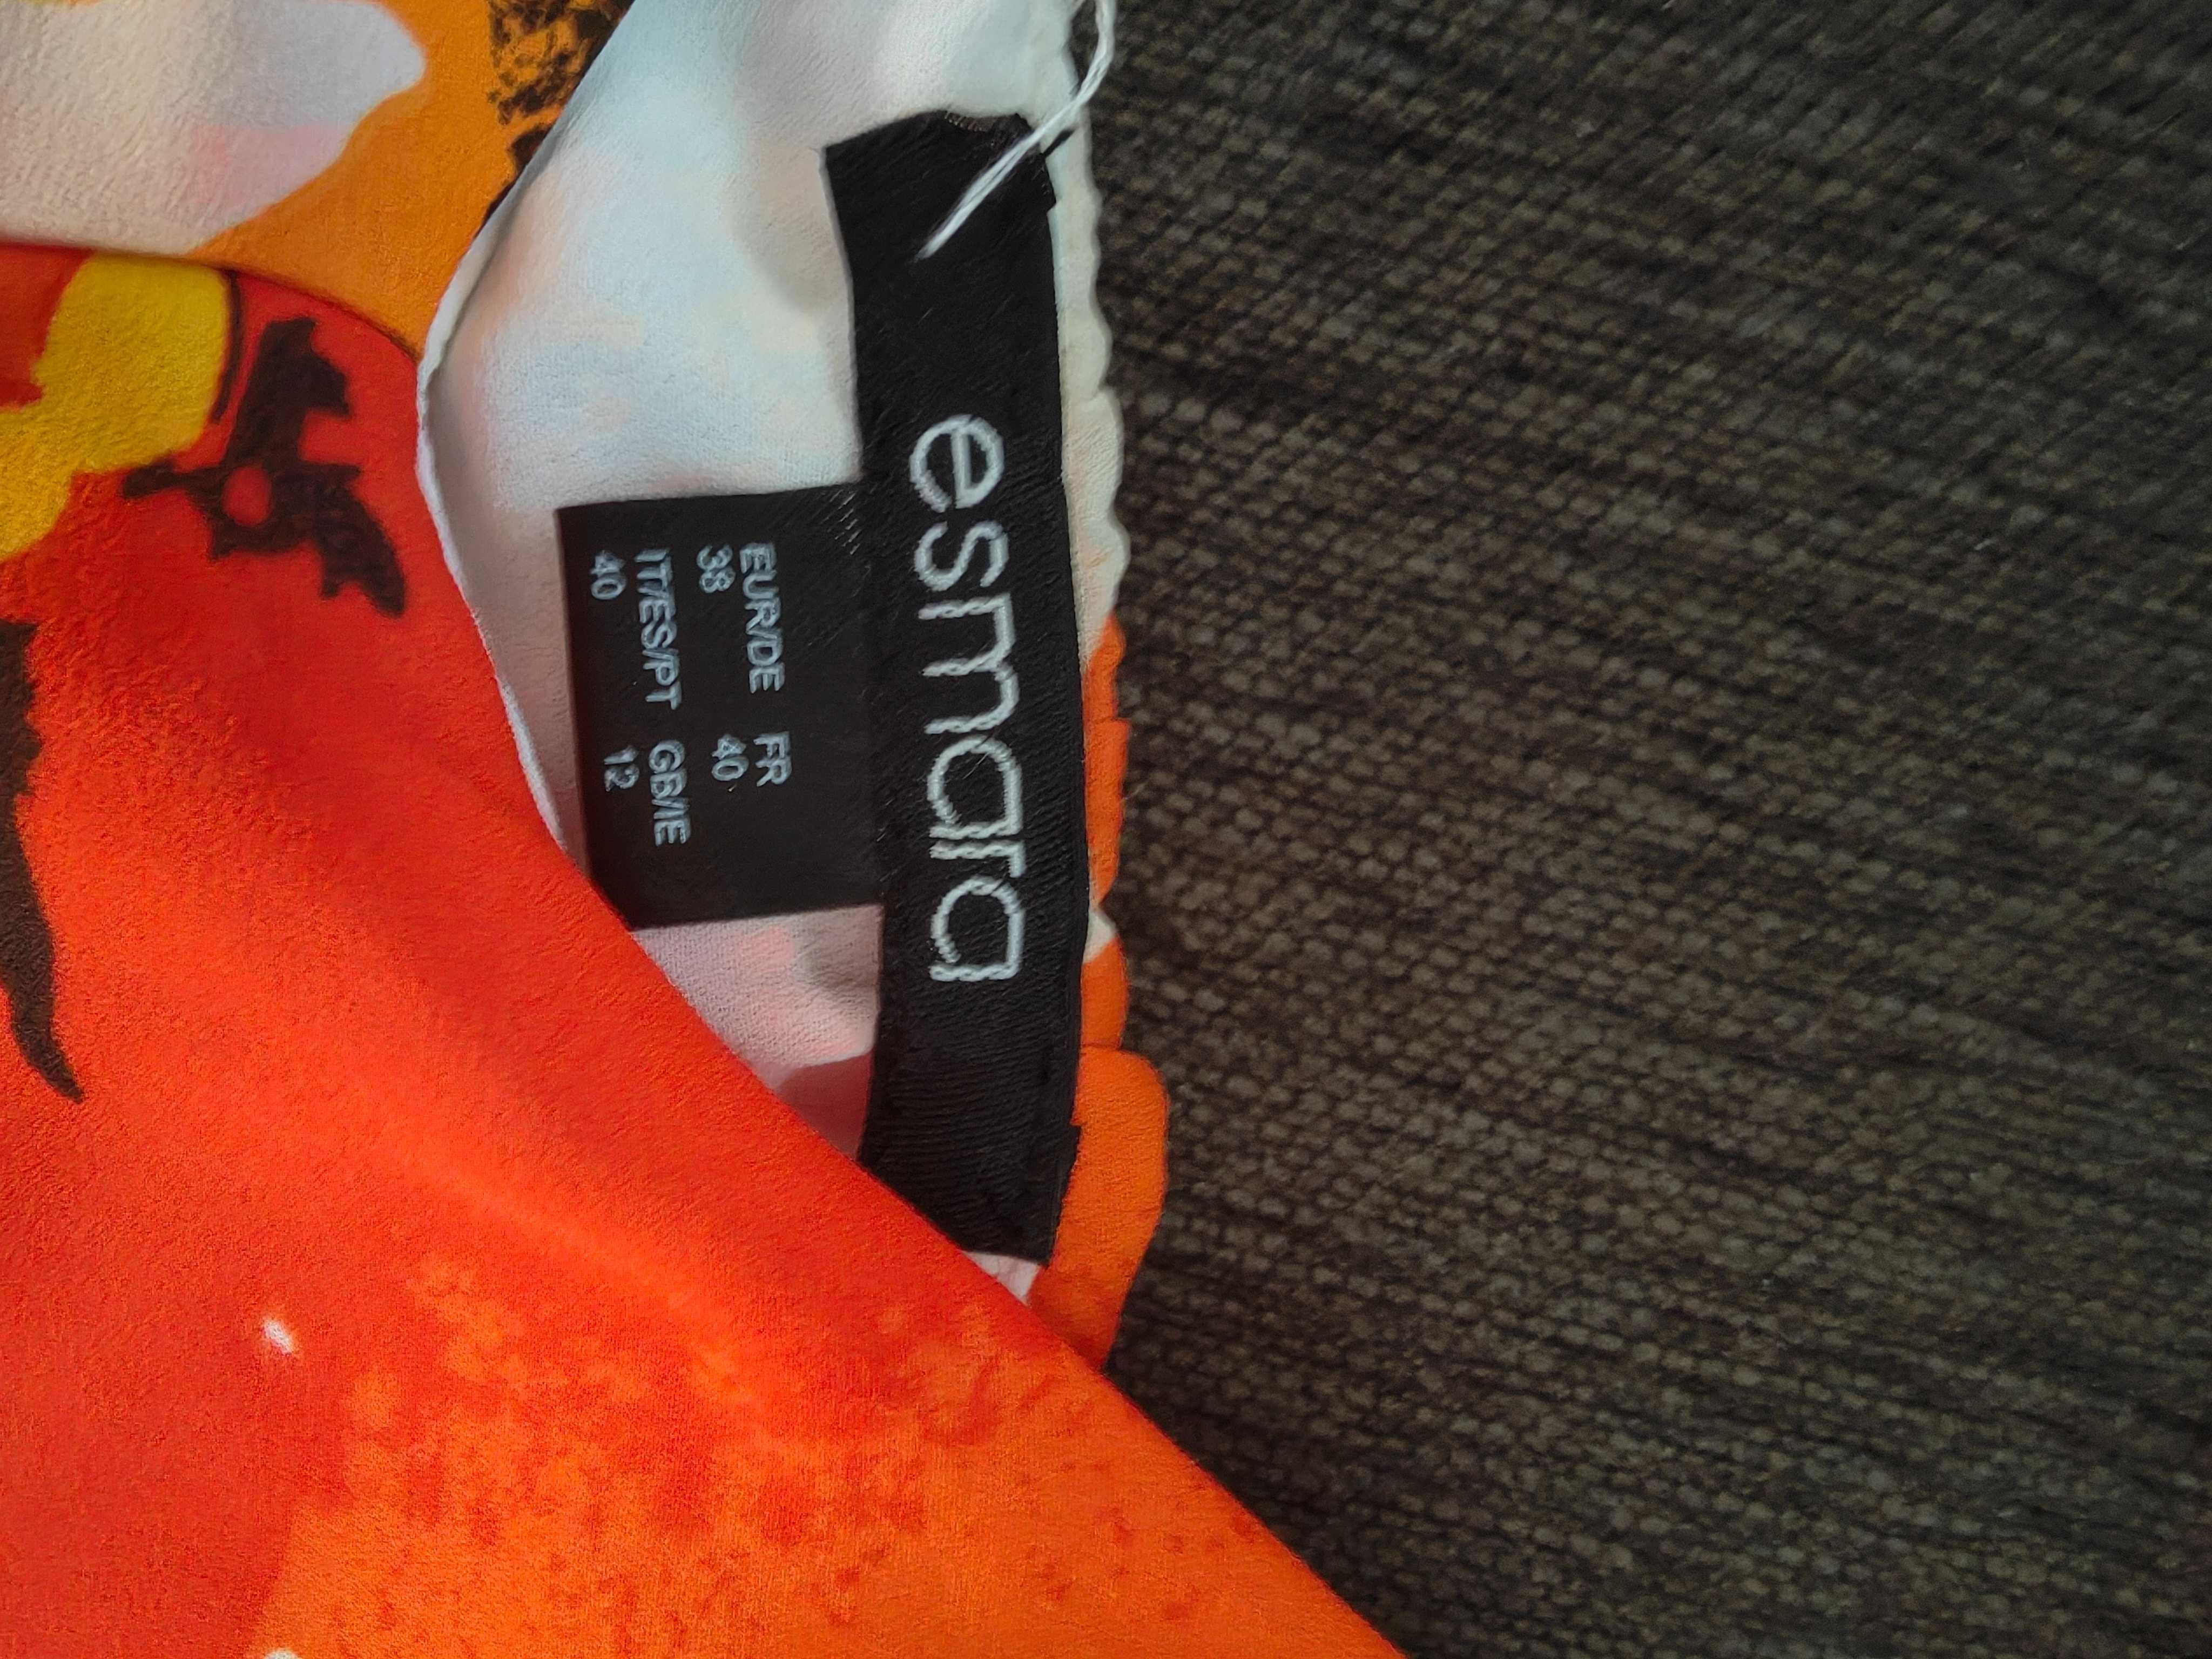 esmara
EUR/DE FR
38 40
IT/ES/PT GB/IE
40 12